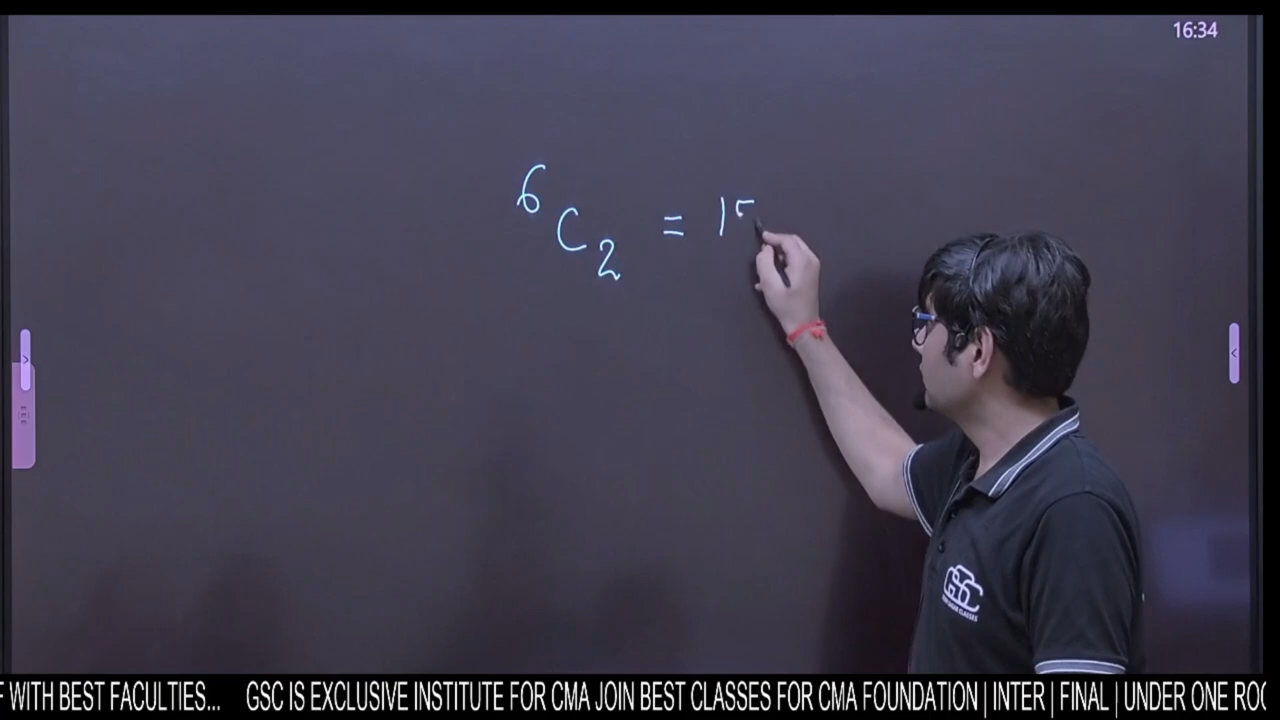 16:34
⁶C₂ = 15
GSC
F WITH BEST FACULTIES... GSC IS EXCLUSIVE INSTITUTE FOR CMA JOIN BEST CLASSES FOR CMA FOUNDATION | INTER | FINAL | UNDER ONE ROO